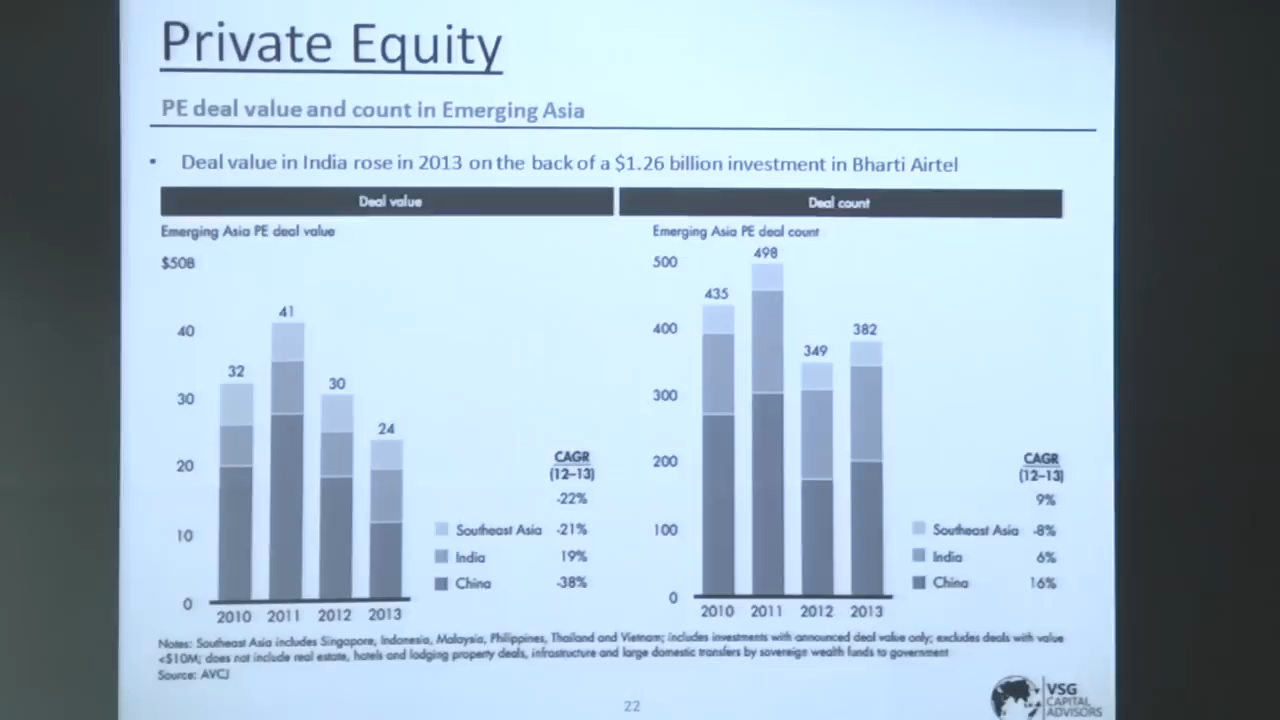 Private Equity
PE deal value and count in Emerging Asia
• Deal value in India rose in 2013 on the back of a $1.26 billion investment in Bharti Airtel
Deal value
Emerging Asia PE deal value
$50B
40
30
20
10
0
32
41
30
24
2010 2011 2012 2013
CAGR
(12–13)
-22%
Southeast Asia -21%
India 19%
China -38%
Deal count
Emerging Asia PE deal count
500
400
300
200
100
0
435
498
349
382
2010 2011 2012 2013
CAGR
(12–13)
9%
Southeast Asia -8%
India 6%
China 16%
Notes: Southeast Asia includes Singapore, Indonesia, Malaysia, Philippines, Thailand and Vietnam; includes investments with announced deal value only; excludes deals with value
<$10M; does not include real estate, hotels and lodging property deals, infrastructure and large domestic transfers by sovereign wealth funds to government
Source: AVCJ
22
VSG
CAPITAL
ADVISORS